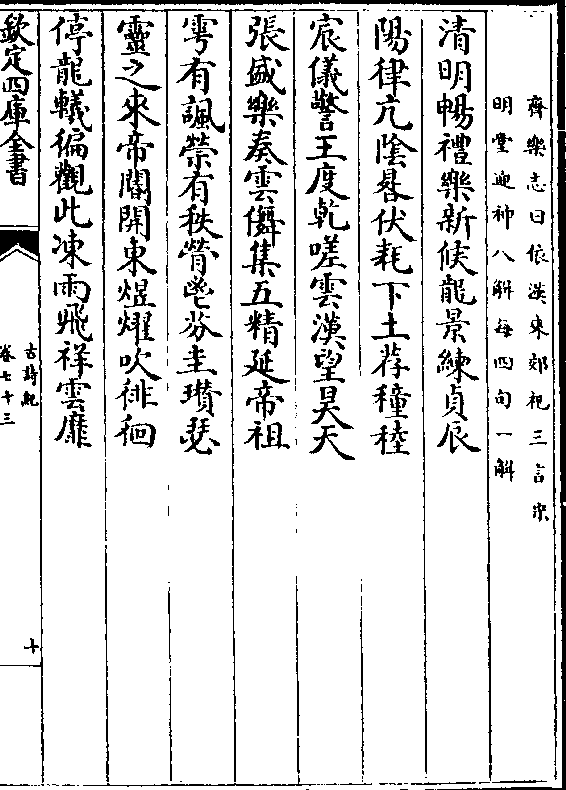 齊樂志曰依漢來郊祀三言宋
明堂迎神八解每四句一解
清明暢禮樂新候龍景練貞辰
陽律亢陰晷伏耗下土荐穜稑
宸儀警王度乾嗟雲漢望昊天
張盛樂奏雲儛集五精延帝祖
雩有諷禜有秩膋鬯芬圭瓚瑟
靈之來帝閽開車煜燿吹徘徊
停龍轙徧觀此凍雨飛祥雲靡
欽定四庫全書
古詩紀
卷七十三
十